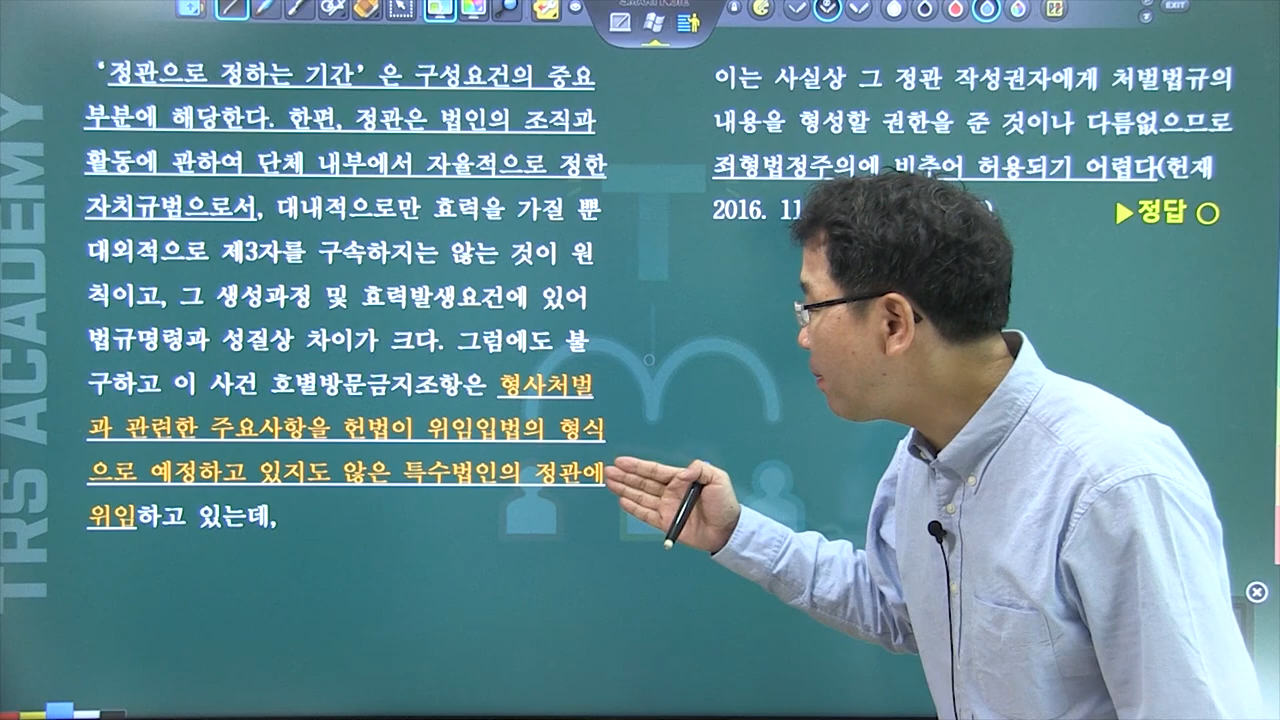 SMART NOTE
EXIT
TRS ACADEMY
‘정관으로 정하는 기간’은 구성요건의 중요
부분에 해당한다. 한편, 정관은 법인의 조직과
활동에 관하여 단체 내부에서 자율적으로 정한
자치규범으로서, 대내적으로만 효력을 가질 뿐
대외적으로 제3자를 구속하지는 않는 것이 원
칙이고, 그 생성과정 및 효력발생요건에 있어
법규명령과 성질상 차이가 크다. 그럼에도 불
구하고 이 사건 호별방문금지조항은 형사처벌
과 관련한 주요사항을 헌법이 위임입법의 형식
으로 예정하고 있지도 않은 특수법인의 정관에
위임하고 있는데,
이는 사실상 그 정관 작성권자에게 처벌법규의
내용을 형성할 권한을 준 것이나 다름없으므로
죄형법정주의에 비추어 허용되기 어렵다(헌재
2016. 11
▶정답 ○